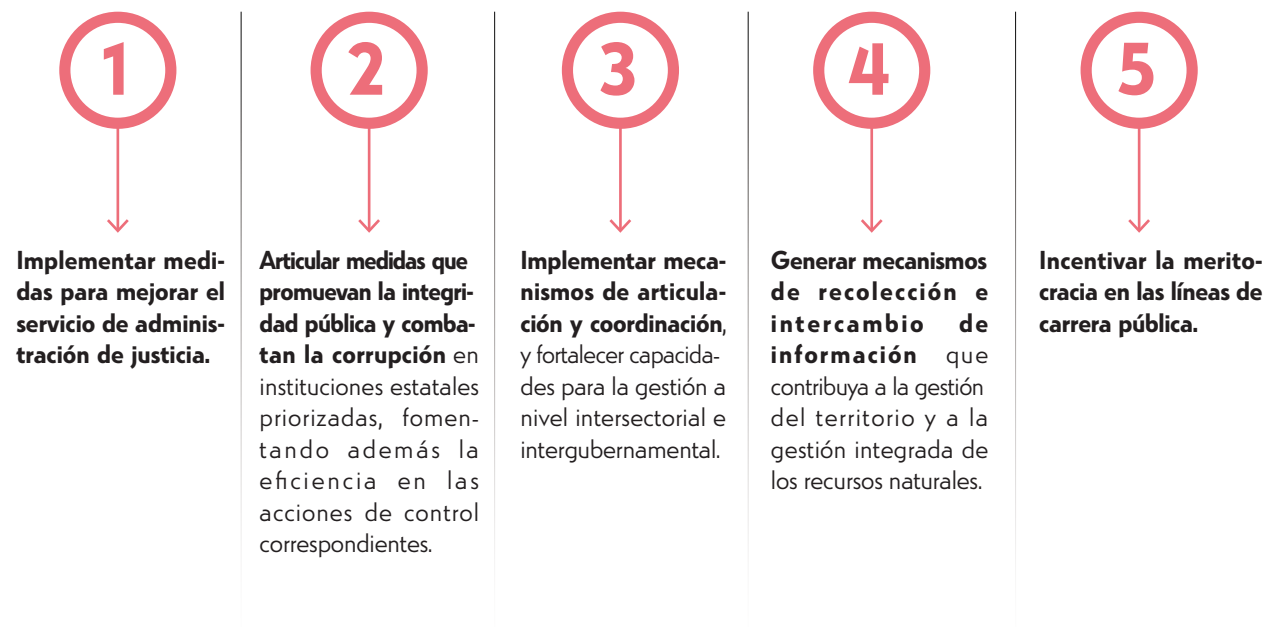 1
Implementar medi-
das para mejorar el
servicio de adminis-
tración de justicia.
2
Articular medidas que
promuevan la integri-
dad pública y comba-
tan la corrupción en
instituciones estatales
priorizadas, fomen-
tando además la
eficiencia en las
acciones de control
correspondientes.
3
Implementar meca-
nismos de articula-
ción y coordinación,
y fortalecer capacida-
des para la gestión a
nivel intersectorial e
intergubernamental.
4
Generar mecanismos
de recolección e
intercambio de
información que
contribuya a la gestión
del territorio y a la
gestión integrada de
los recursos naturales.
5
Incentivar la merito-
cracia en las líneas de
carrera pública.